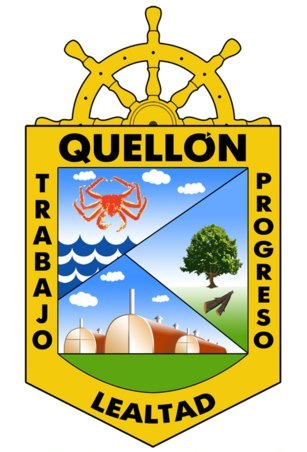 QUELLÓN
TRABAJO
PROGRESO
LEALTAD